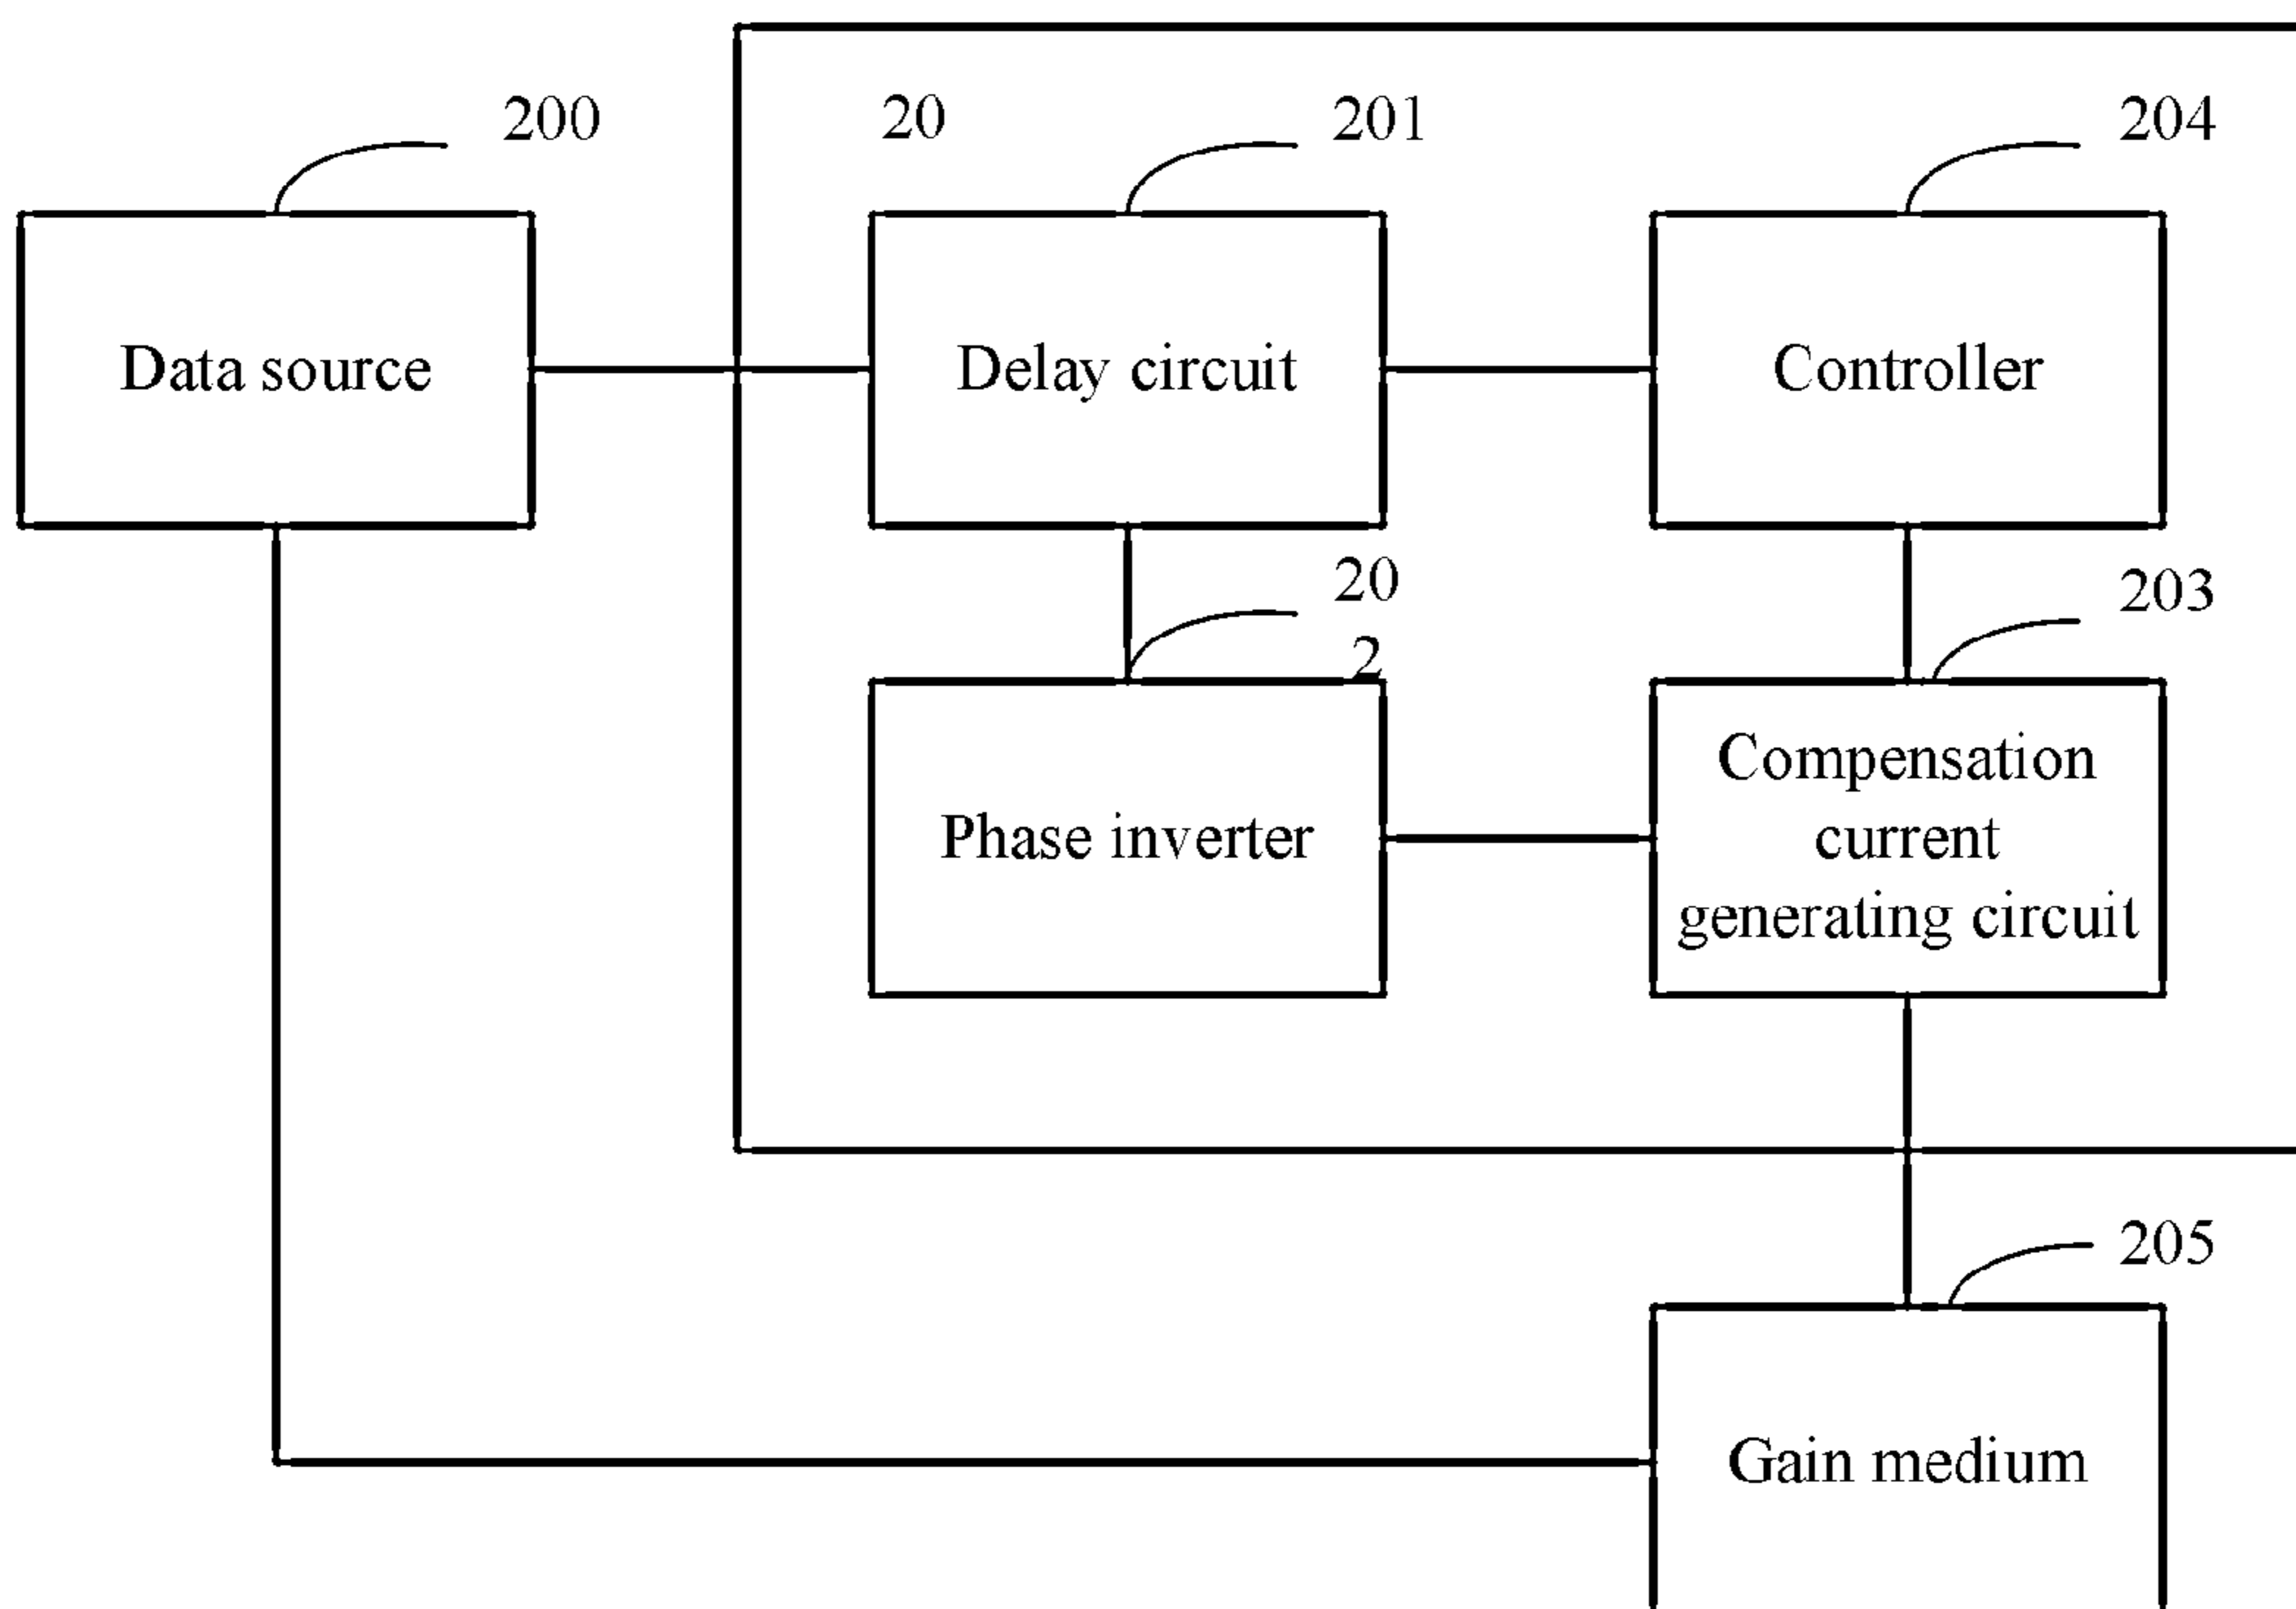 200
20
201
204
Data source
Delay circuit
Controller
20
2
203
Phase inverter
Compensation
current
generating circuit
205
Gain medium